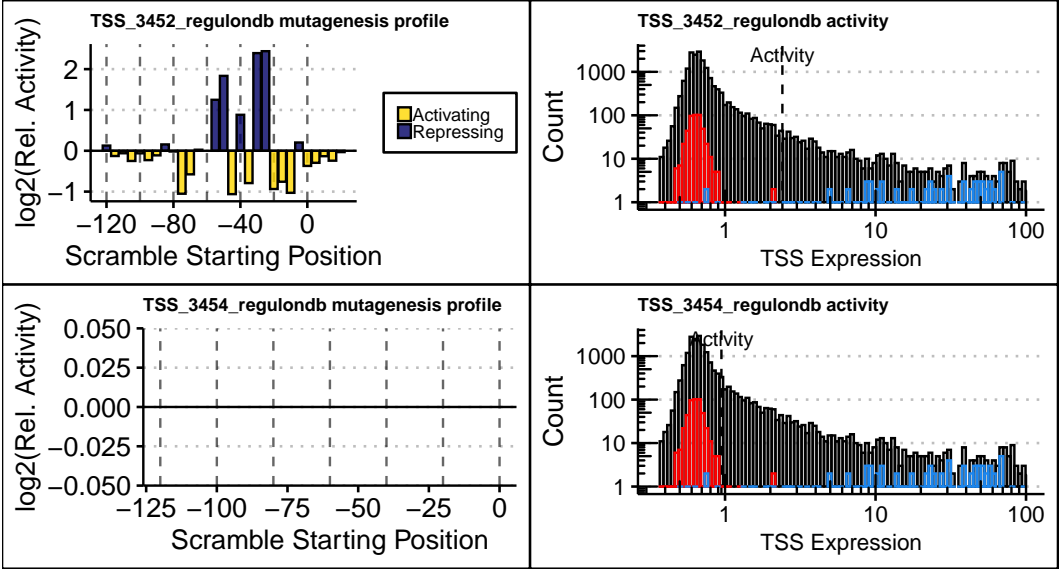 TSS_3452_regulondb mutagenesis profile
log2(Rel. Activity)
2
1
0
−1
−120
−80
−40
0
Scramble Starting Position
Activating
Repressing
TSS_3452_regulondb activity
Activity
Count
1000
100
10
1
1
10
100
TSS Expression
TSS_3454_regulondb mutagenesis profile
log2(Rel. Activity)
0.050
0.025
0.000
−0.025
−0.050
−125
−100
−75
−50
−25
0
Scramble Starting Position
TSS_3454_regulondb activity
Activity
Count
1000
100
10
1
1
10
100
TSS Expression